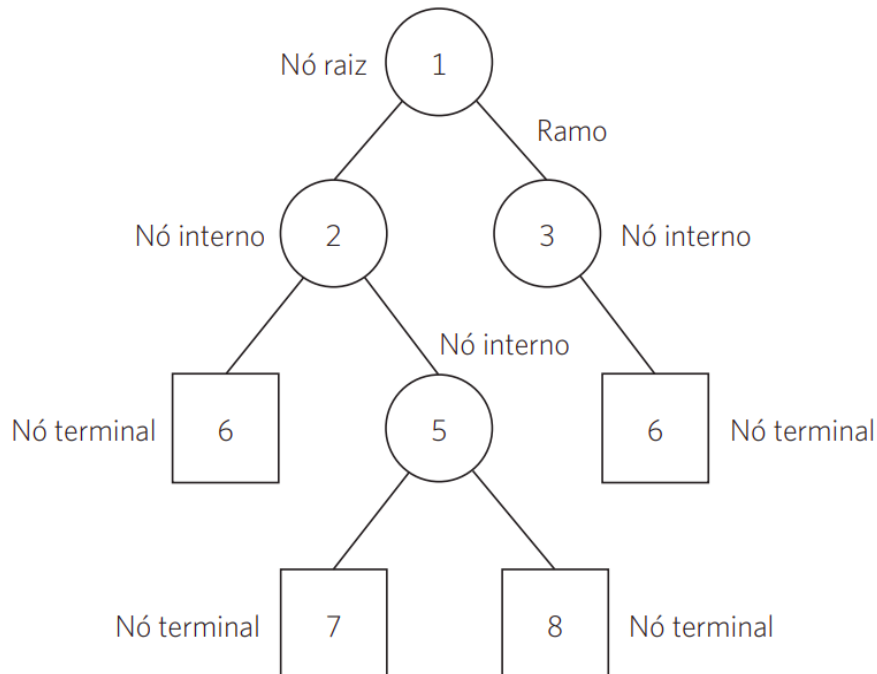 Nó raiz
1
Ramo
Nó interno
2
3
Nó interno
Nó interno
Nó terminal
6
5
6
Nó terminal
Nó terminal
7
8
Nó terminal